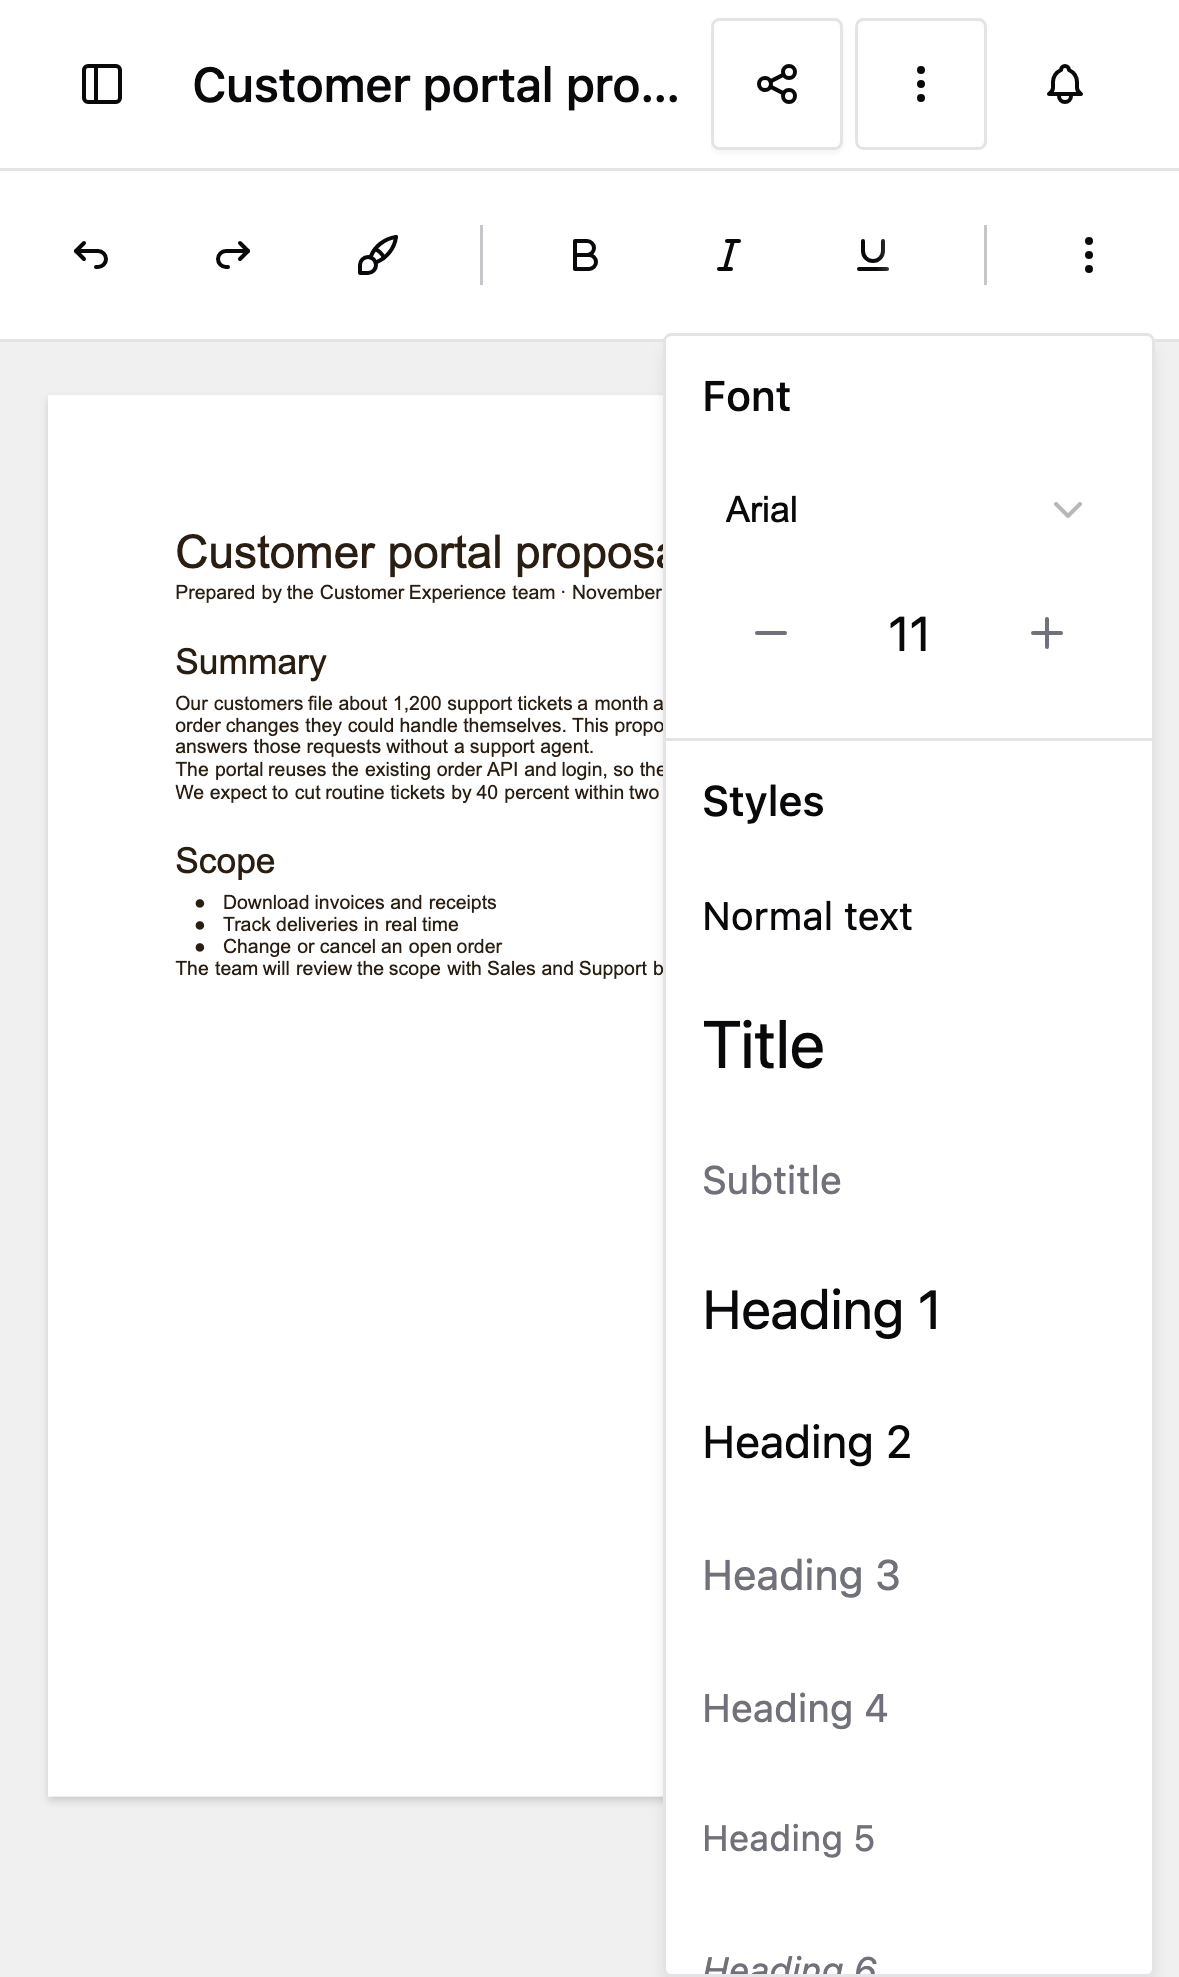 Customer portal pro...
B I U
Font
Arial
11
Styles
Normal text
Title
Subtitle
Heading 1
Heading 2
Heading 3
Heading 4
Heading 5
Heading 6
Customer portal propos
Prepared by the Customer Experience team · November
Summary
Our customers file about 1,200 support tickets a month a
order changes they could handle themselves. This propo
answers those requests without a support agent.
The portal reuses the existing order API and login, so the
We expect to cut routine tickets by 40 percent within two
Scope
● Download invoices and receipts
● Track deliveries in real time
● Change or cancel an open order
The team will review the scope with Sales and Support b